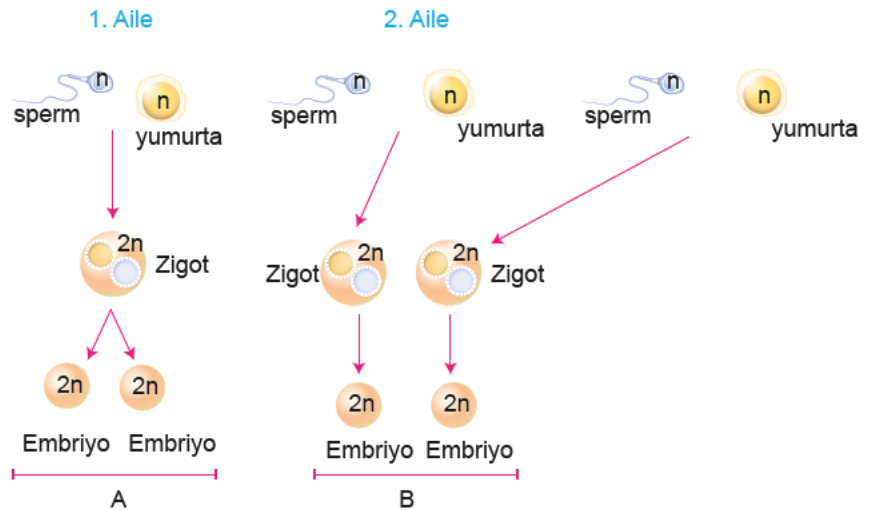 1. Aile 2. Aile
n n n n n n
sperm yumurta sperm yumurta sperm yumurta
2n Zigot Zigot 2n 2n Zigot
2n 2n 2n 2n
Embriyo Embriyo Embriyo Embriyo
A B